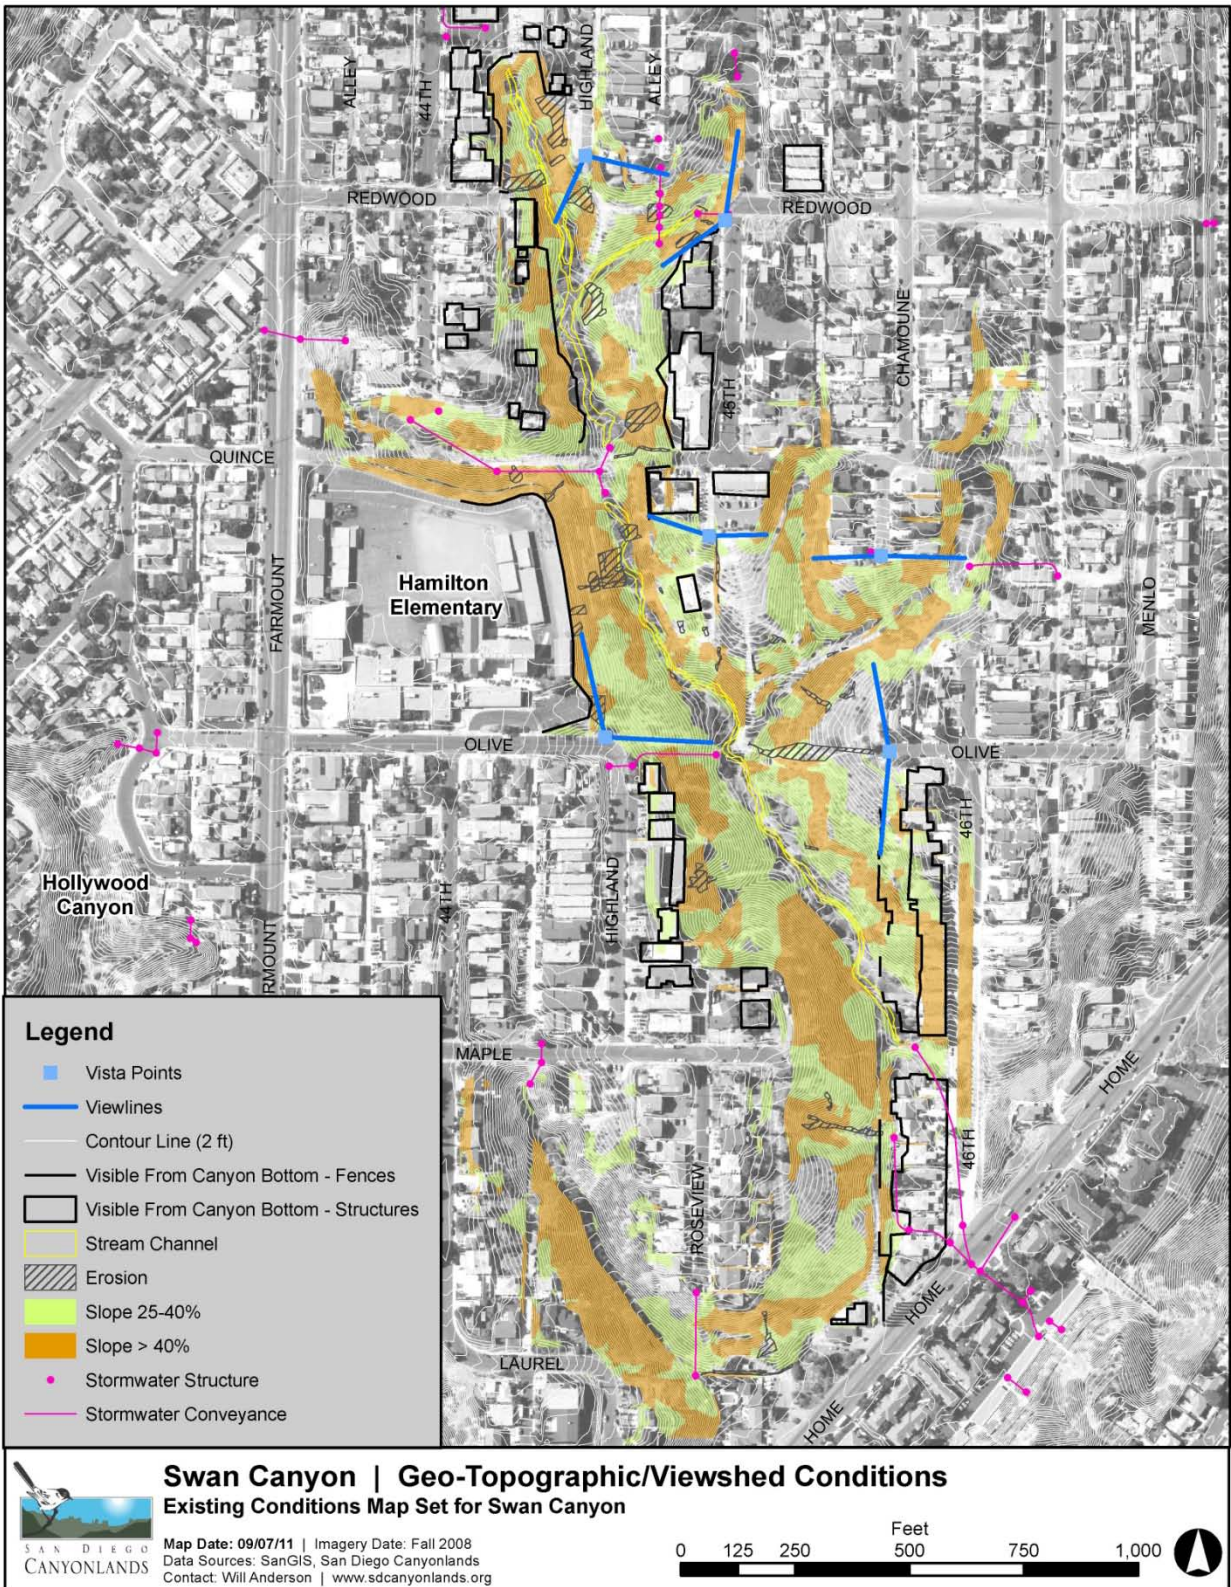 ALLEY
44TH
HIGHLAND
ALLEY
REDWOOD
REDWOOD
CHAMOUNE
45TH
QUINCE
FAIRMOUNT
Hamilton
Elementary
MENLO
OLIVE
OLIVE
46TH
Hollywood
Canyon
44TH
HIGHLAND
RMOUNT
MAPLE
HOME
46TH
ROSEVIEW
HOME
LAUREL
HOME
Legend
Vista Points
Viewlines
Contour Line (2 ft)
Visible From Canyon Bottom - Fences
Visible From Canyon Bottom - Structures
Stream Channel
Erosion
Slope 25-40%
Slope > 40%
Stormwater Structure
Stormwater Conveyance
SAN DIEGO
CANYONLANDS
Swan Canyon | Geo-Topographic/Viewshed Conditions
Existing Conditions Map Set for Swan Canyon
Map Date: 09/07/11 | Imagery Date: Fall 2008
Data Sources: SanGIS, San Diego Canyonlands
Contact: Will Anderson | www.sdcanyonlands.org
Feet
0 125 250 500 750 1,000